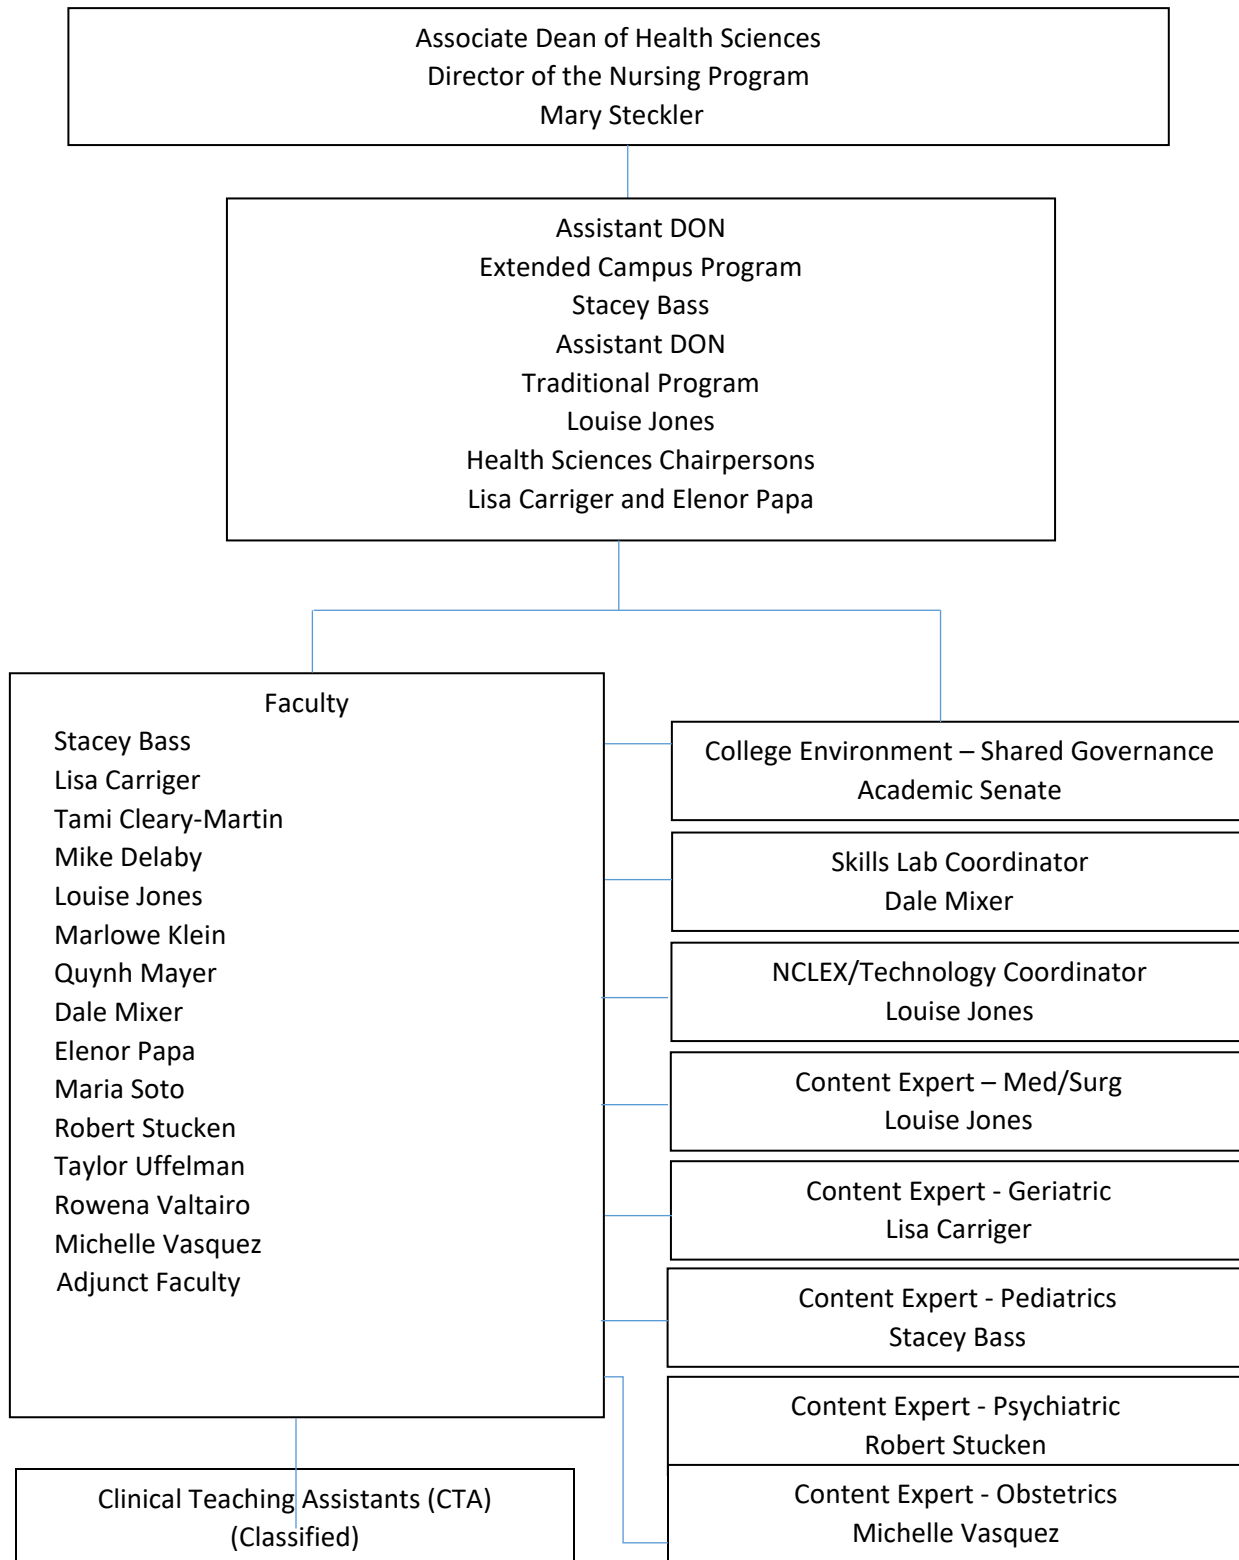 Associate Dean of Health Sciences
Director of the Nursing Program
Mary Steckler
Assistant DON
Extended Campus Program
Stacey Bass
Assistant DON
Traditional Program
Louise Jones
Health Sciences Chairpersons
Lisa Carriger and Elenor Papa
Faculty
Stacey Bass
Lisa Carriger
Tami Cleary-Martin
Mike Delaby
Louise Jones
Marlowe Klein
Quynh Mayer
Dale Mixer
Elenor Papa
Maria Soto
Robert Stucken
Taylor Uffelman
Rowena Valtairo
Michelle Vasquez
Adjunct Faculty
College Environment – Shared Governance
Academic Senate
Skills Lab Coordinator
Dale Mixer
NCLEX/Technology Coordinator
Louise Jones
Content Expert – Med/Surg
Louise Jones
Content Expert - Geriatric
Lisa Carriger
Content Expert - Pediatrics
Stacey Bass
Content Expert - Psychiatric
Robert Stucken
Content Expert - Obstetrics
Michelle Vasquez
Clinical Teaching Assistants (CTA)
(Classified)